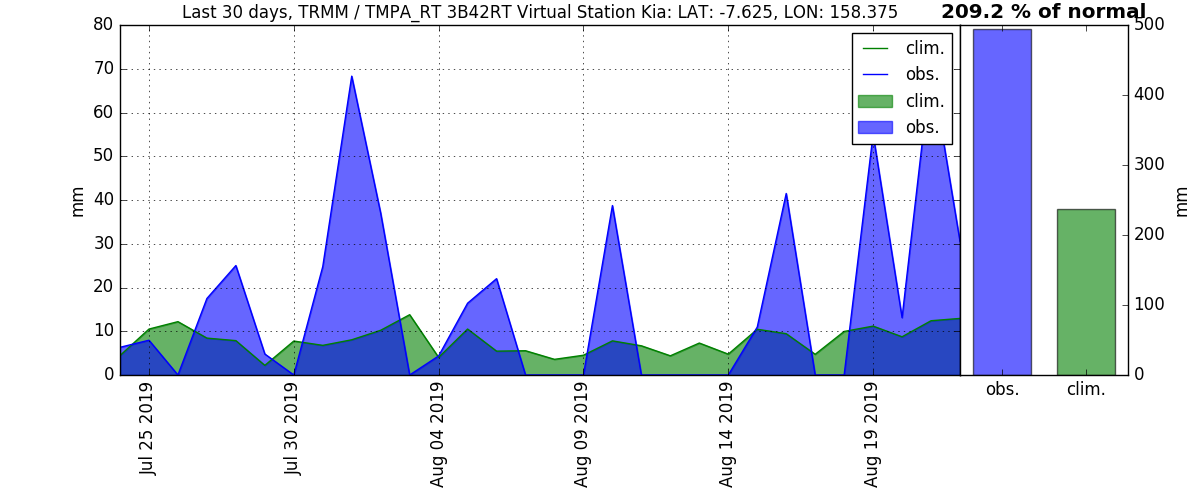 Last 30 days, TRMM / TMPA_RT 3B42RT Virtual Station Kia: LAT: -7.625, LON: 158.375
209.2 % of normal
80
70
60
50
40
30
20
10
0
mm
clim.
obs.
clim.
obs.
500
400
300
200
100
0
mm
Jul 25 2019
Jul 30 2019
Aug 04 2019
Aug 09 2019
Aug 14 2019
Aug 19 2019
obs.
clim.